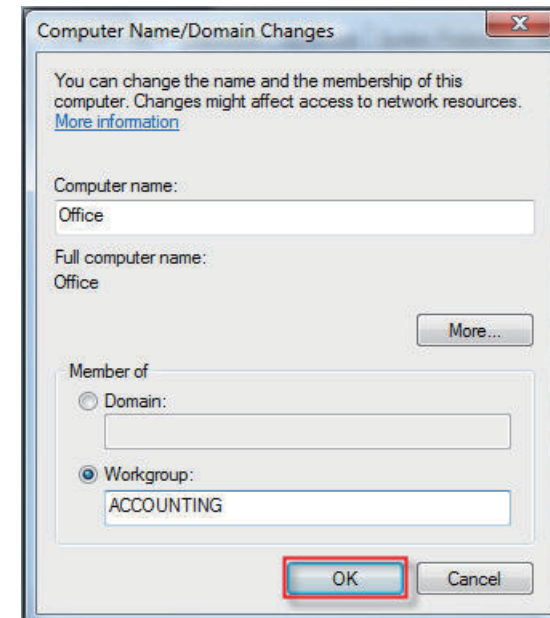 Computer Name/Domain Changes
You can change the name and the membership of this
computer. Changes might affect access to network resources.
More information
Computer name:
Office
Full computer name:
Office
More...
Member of
Domain:
Workgroup:
ACCOUNTING
OK Cancel